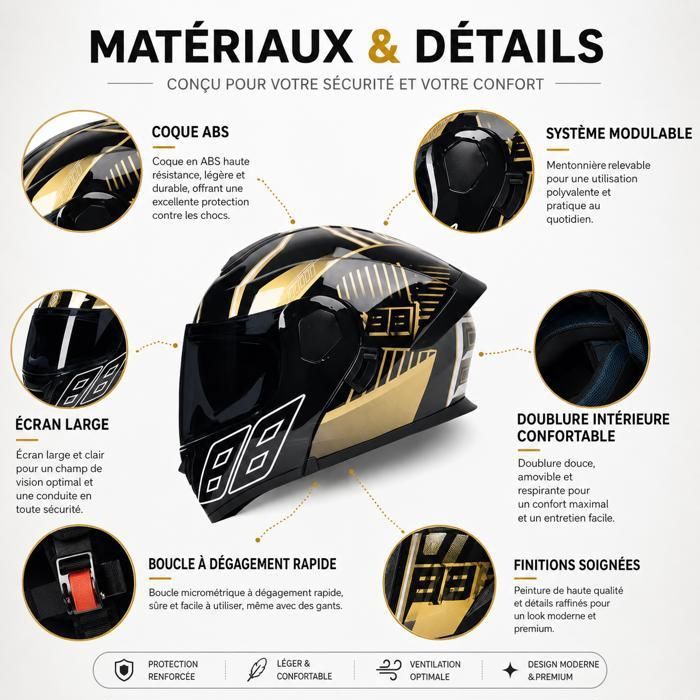 MATÉRIAUX & DÉTAILS
CONÇU POUR VOTRE SÉCURITÉ ET VOTRE CONFORT
COQUE ABS
Coque en ABS haute
résistance, légère et
durable, offrant une
excellente protection
contre les chocs.
SYSTÈME MODULABLE
Mentonnière relevable
pour une utilisation
polyvalente et
pratique au
quotidien.
88
88
88
ÉCRAN LARGE
Écran large et clair
pour un champ de
vision optimal et
une conduite en
toute sécurité.
88
DOUBLURE INTÉRIEURE
CONFORTABLE
Doublure douce,
amovible et
respirante pour
un confort maximal
et un entretien facile.
BOUCLE À DÉGAGEMENT RAPIDE
Boucle micrométrique à dégagement rapide,
sûre et facile à utiliser, même avec des gants.
88
FINITIONS SOIGNÉES
Peinture de haute qualité
et détails raffinés pour
un look moderne et
premium.
PROTECTION
RENFORCÉE
LÉGER &
CONFORTABLE
VENTILATION
OPTIMALE
DESIGN MODERNE
& PREMIUM